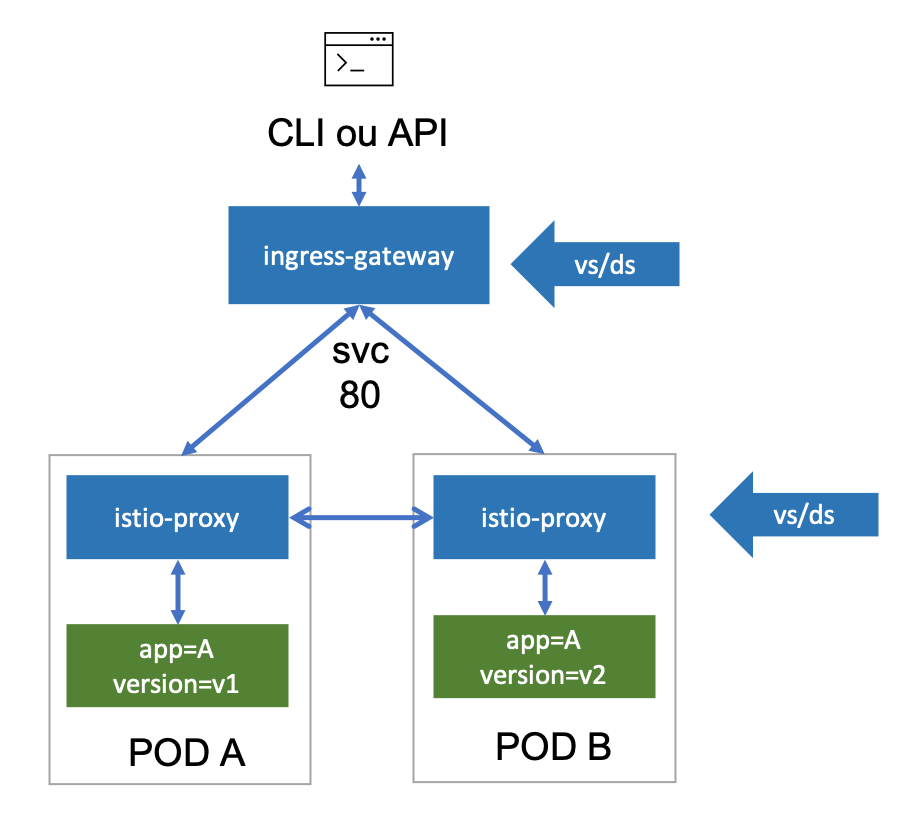 CLI ou API
ingress-gateway
vs/ds
svc
80
istio-proxy
istio-proxy
vs/ds
app=A
version=v1
app=A
version=v2
POD A
POD B